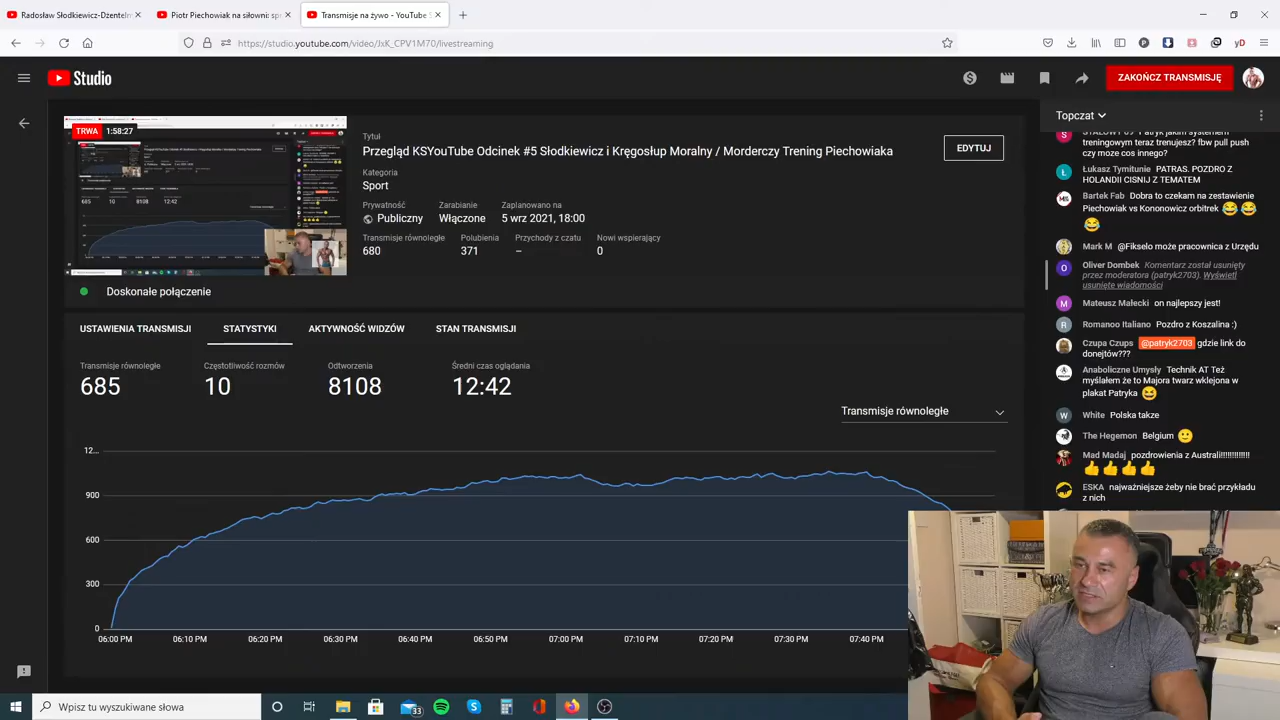 Radosław Słodkiewicz-Dżentelm
Piotr Piechowiak na siłowni: sp
Transmisje na żywo - YouTube S
https://studio.youtube.com/video/JxK_CPV1M70/livestreaming
Studio
ZAKOŃCZ TRANSMISJĘ
TRWA 1:58:27
Tytuł
Przegląd KSYouTube Odcinek #5 Słodkiewicz i Kręgosłup Moralny / Mentorzy Trening Piechowiaka
EDYTUJ
Kategoria
Sport
Prywatność Zarabianie Zaplanowano na
Publiczny Włączone 5 wrz 2021, 18:00
Transmisje równoległe Polubienia Przychody z czatu Nowi wspierający
680 371 – 0
Doskonałe połączenie
USTAWIENIA TRANSMISJI STATYSTYKI AKTYWNOŚĆ WIDZÓW STAN TRANSMISJI
Transmisje równoległe Częstotliwość rozmów Odtworzenia Średni czas oglądania
685 10 8108 12:42
Transmisje równoległe
12...
900
600
300
0
06:00 PM 06:10 PM 06:20 PM 06:30 PM 06:40 PM 06:50 PM 07:00 PM 07:10 PM 07:20 PM 07:30 PM 07:40 PM
Topczat
Patryk jakim systemem
treningowym teraz trenujesz? fbw pull push
czy moze cos innego?
Łukasz Tymitunie PATRAS. POZDRO Z
HOLANDII CISNIJ Z TEMATEM
Bartek Fab Dobra to czekam na zestawienie
Piechowiak vs Kononowicz orbitrek 😂😂
😂
Mark M @Fikselo może pracownica z Urzędu
Oliver Dombek Komentarz został usunięty
przez moderatora (patryk2703). Wyświetl
usunięte wiadomości
Mateusz Małecki on najlepszy jest!
Romanoo Italiano Pozdro z Koszalina :)
Czupa Czups @patryk2703 gdzie link do
donejtów???
Anaboliczne Umysły Technik AT Też
myślałem że to Majora twarz wklejona w
plakat Patryka 😆
White Polska takze
The Hegemon Belgium 🙂
Mad Madaj pozdrowienia z Australi!!!!!!!!!!!!!
👍👍👍👍
ESKA najważniejsze żeby nie brać przykładu
z nich
Wpisz tu wyszukiwane słowa
33